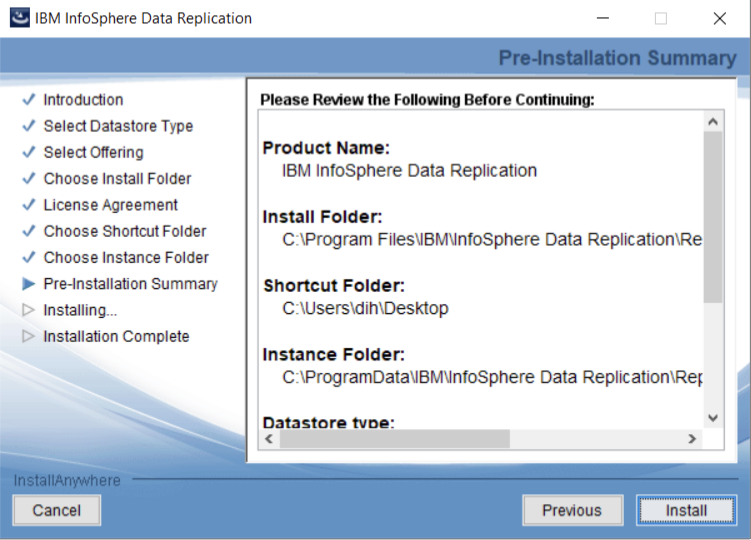 IBM InfoSphere Data Replication
Pre-Installation Summary
Introduction
Select Datastore Type
Select Offering
Choose Install Folder
License Agreement
Choose Shortcut Folder
Choose Instance Folder
Pre-Installation Summary
Installing...
Installation Complete
Please Review the Following Before Continuing:
Product Name:
IBM InfoSphere Data Replication
Install Folder:
C:\Program Files\IBM\InfoSphere Data Replication\Re
Shortcut Folder:
C:\Users\dih\Desktop
Instance Folder:
C:\ProgramData\IBM\InfoSphere Data Replication\Rep
Datastore type:
InstallAnywhere
Cancel
Previous
Install